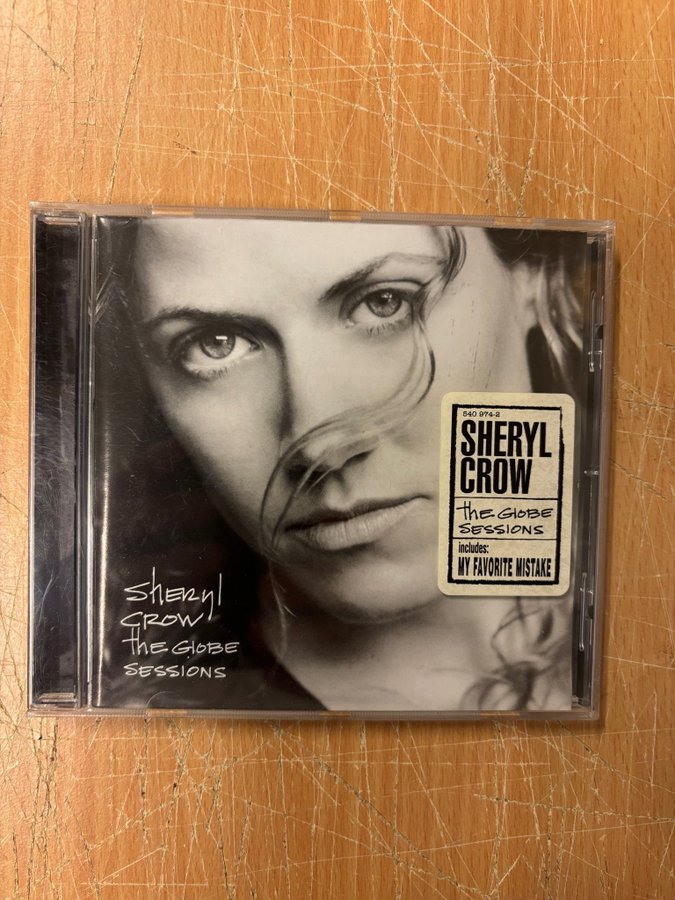 540 974-2
SHERYL
CROW
the GlOBE
SESSIONS
includes:
MY FAVORITE MISTAKE
sheryl
CROW
the GlOBE
SESSIONS